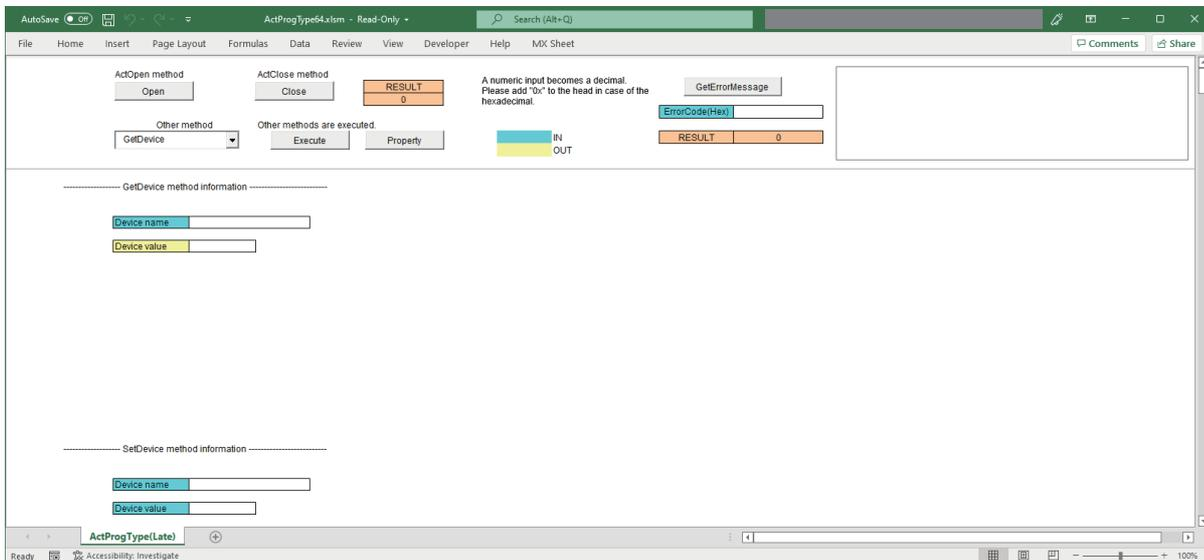 AutoSave Off ActProgType64.xlsm - Read-Only Search (Alt+Q)
File Home Insert Page Layout Formulas Data Review View Developer Help MX Sheet Comments Share
ActOpen method ActClose method
Open Close RESULT
0
A numeric input becomes a decimal.
Please add "0x" to the head in case of the
hexadecimal.
GetErrorMessage
ErrorCode(Hex)
Other method Other methods are executed.
GetDevice Execute Property
IN
OUT
RESULT 0
------------------- GetDevice method information --------------------------
Device name
Device value
------------------- SetDevice method information --------------------------
Device name
Device value
ActProgType(Late)
Ready Accessibility: Investigate 100%